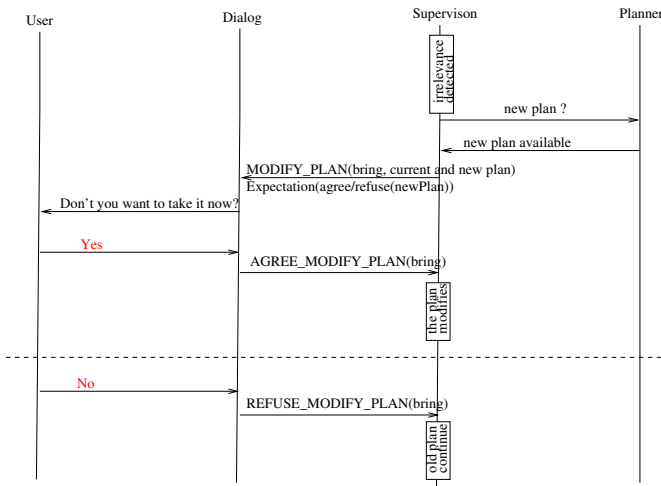 User
Dialog
Supervison
Planner
irrelevance
detected
new plan ?
new plan available
MODIFY_PLAN(bring, current and new plan)
Expectation(agree/refuse(newPlan))
Don't you want to take it now?
Yes
AGREE_MODIFY_PLAN(bring)
the plan
modifies
No
REFUSE_MODIFY_PLAN(bring)
old plan
continue